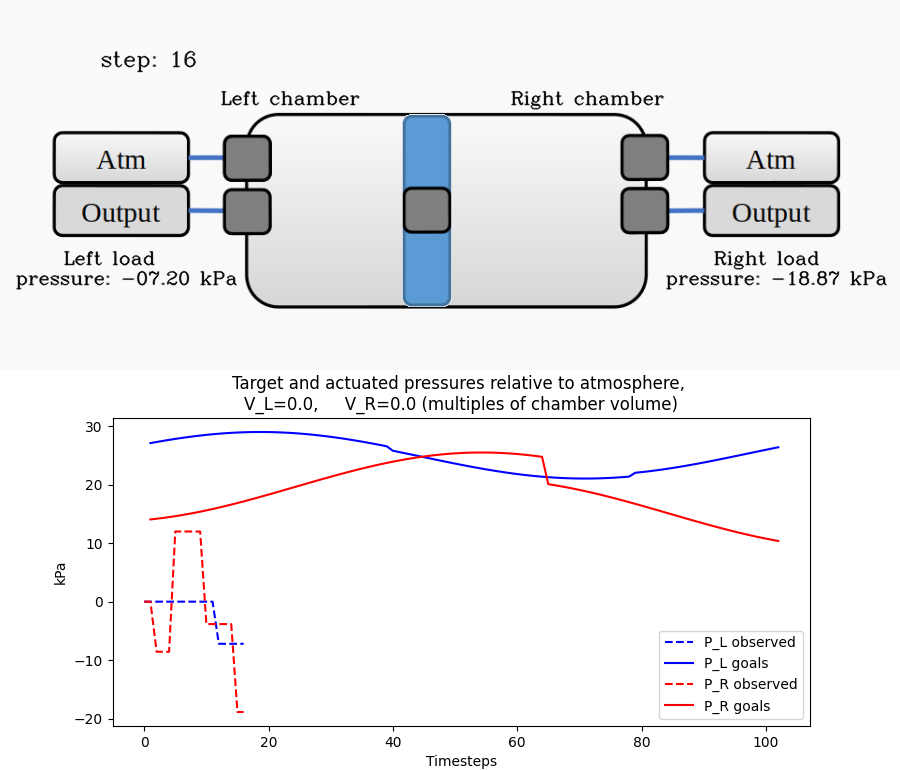 step: 16
Left chamber
Right chamber
Atm
Atm
Output
Output
Left load
pressure: −07.20 kPa
Right load
pressure: −18.87 kPa
Target and actuated pressures relative to atmosphere,
V_L=0.0,     V_R=0.0 (multiples of chamber volume)
30
20
10
0
−10
−20
kPa
P_L observed
P_L goals
P_R observed
P_R goals
0
20
40
60
80
100
Timesteps